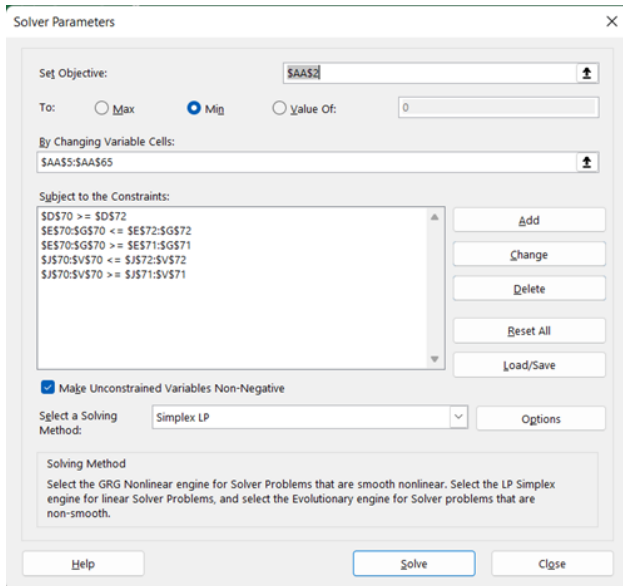 Solver Parameters
Set Objective: $AA$2
To: Max Min Value Of: 0
By Changing Variable Cells:
$AA$5:$AA$65
Subject to the Constraints:
$D$70 >= $D$72
$E$70:$G$70 <= $E$72:$G$72
$E$70:$G$70 >= $E$71:$G$71
$J$70:$V$70 <= $J$72:$V$72
$J$70:$V$70 >= $J$71:$V$71
Add
Change
Delete
Reset All
Load/Save
Make Unconstrained Variables Non-Negative
Select a Solving
Method:
Simplex LP
Options
Solving Method
Select the GRG Nonlinear engine for Solver Problems that are smooth nonlinear. Select the LP Simplex
engine for linear Solver Problems, and select the Evolutionary engine for Solver problems that are
non-smooth.
Help Solve Close